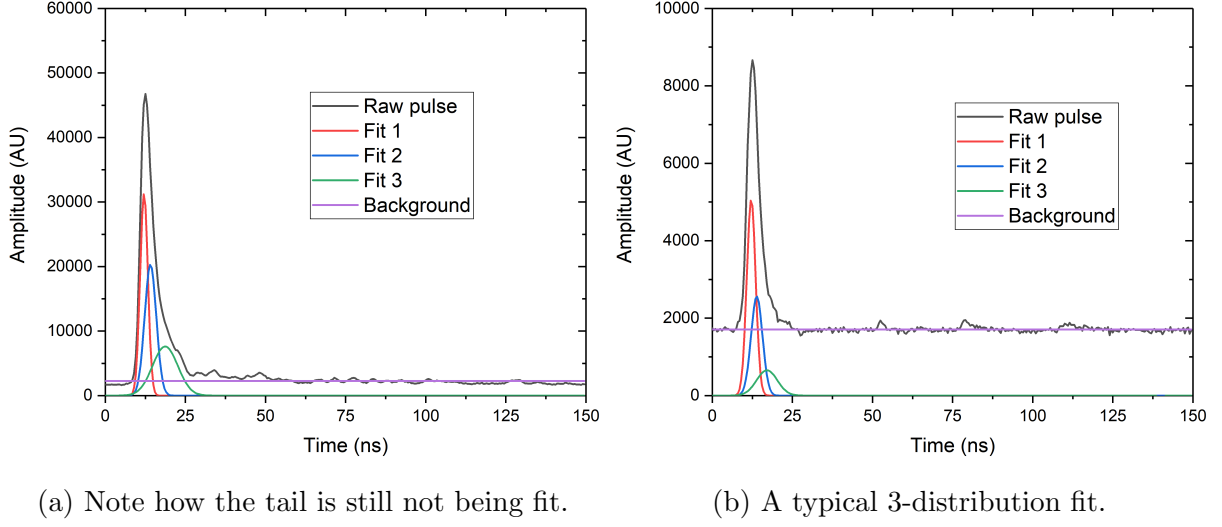 60000
50000
40000
30000
20000
10000
0
Amplitude (AU)
Raw pulse
Fit 1
Fit 2
Fit 3
Background
0 25 50 75 100 125 150
Time (ns)
10000
8000
6000
4000
2000
0
Amplitude (AU)
Raw pulse
Fit 1
Fit 2
Fit 3
Background
0 25 50 75 100 125 150
Time (ns)
(a) Note how the tail is still not being fit.
(b) A typical 3-distribution fit.